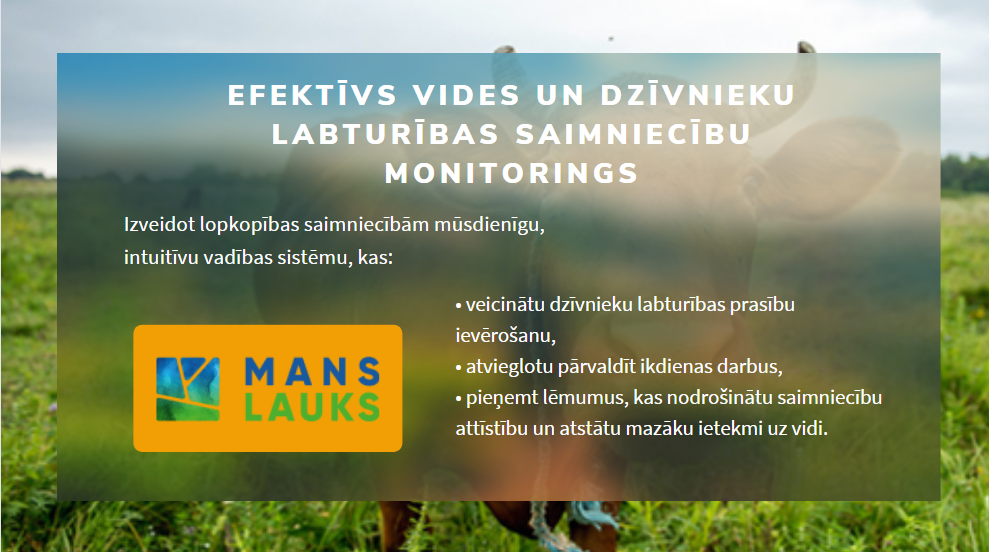 EFEKTĪVS VIDES UN DZĪVNIEKU
LABTURĪBAS SAIMNIECĪBU
MONITORINGS
Izveidot lopkopības saimniecībām mūsdienīgu,
intuitīvu vadības sistēmu, kas:
• veicinātu dzīvnieku labturības prasību
ievērošanu,
• atvieglotu pārvaldīt ikdienas darbus,
• pieņemt lēmumus, kas nodrošinātu saimniecību
attīstību un atstātu mazāku ietekmi uz vidi.
MANS
LAUKS